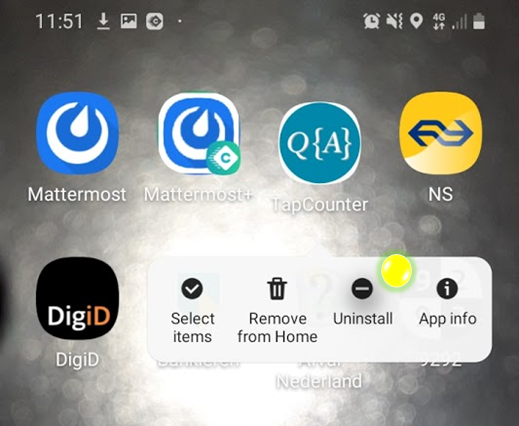 11:51
4G
Mattermost
Mattermost+
Q{A}
TapCounter
NS
DigiD
DigiD
Select
items
Remove
from Home
Uninstall
App info
Bankieren
Arval
Nederland
9292